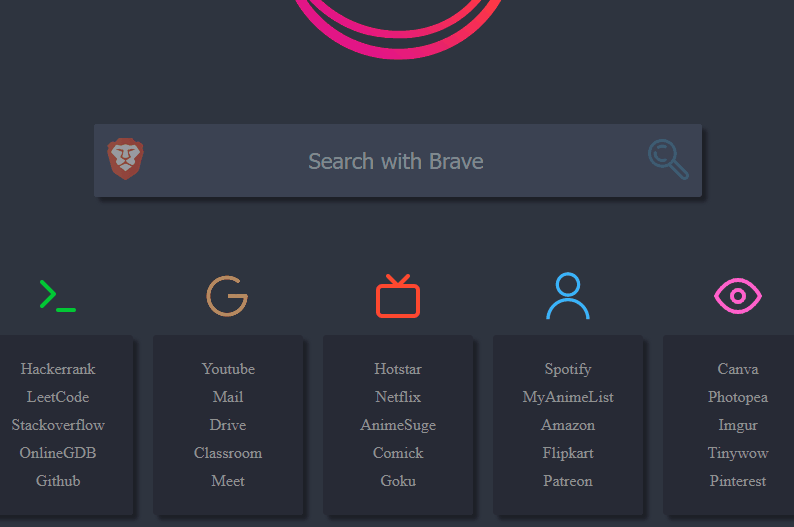 Search with Brave
Hackerrank
LeetCode
Stackoverflow
OnlineGDB
Github
Youtube
Mail
Drive
Classroom
Meet
Hotstar
Netflix
AnimeSuge
Comick
Goku
Spotify
MyAnimeList
Amazon
Flipkart
Patreon
Canva
Photopea
Imgur
Tinywow
Pinterest